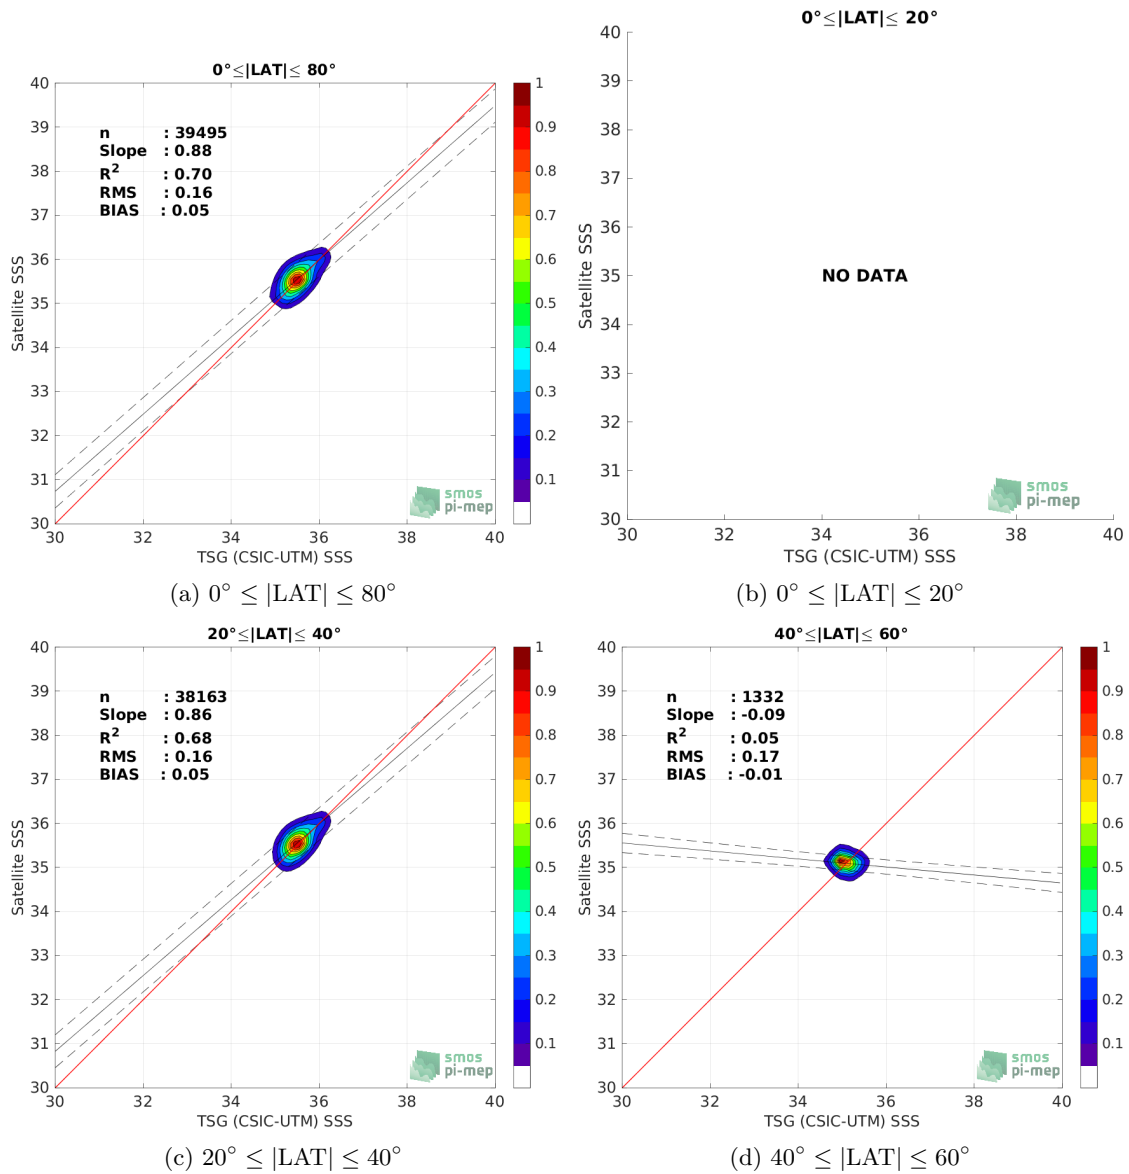 0°≤|LAT|≤ 80°
40
39
38
37
36
35
34
33
32
31
30
Satellite SSS
n : 39495
Slope : 0.88
R² : 0.70
RMS : 0.16
BIAS : 0.05
smos
pi-mep
30 32 34 36 38 40
TSG (CSIC-UTM) SSS
1
0.9
0.8
0.7
0.6
0.5
0.4
0.3
0.2
0.1
(a) 0° ≤ |LAT| ≤ 80°
0°≤|LAT|≤ 20°
40
39
38
37
36
35
34
33
32
31
30
Satellite SSS
NO DATA
smos
pi-mep
30 32 34 36 38 40
TSG (CSIC-UTM) SSS
(b) 0° ≤ |LAT| ≤ 20°
20°≤|LAT|≤ 40°
40
39
38
37
36
35
34
33
32
31
30
Satellite SSS
n : 38163
Slope : 0.86
R² : 0.68
RMS : 0.16
BIAS : 0.05
smos
pi-mep
30 32 34 36 38 40
TSG (CSIC-UTM) SSS
1
0.9
0.8
0.7
0.6
0.5
0.4
0.3
0.2
0.1
(c) 20° ≤ |LAT| ≤ 40°
40°≤|LAT|≤ 60°
40
39
38
37
36
35
34
33
32
31
30
Satellite SSS
n : 1332
Slope : -0.09
R² : 0.05
RMS : 0.17
BIAS : -0.01
smos
pi-mep
30 32 34 36 38 40
TSG (CSIC-UTM) SSS
1
0.9
0.8
0.7
0.6
0.5
0.4
0.3
0.2
0.1
(d) 40° ≤ |LAT| ≤ 60°